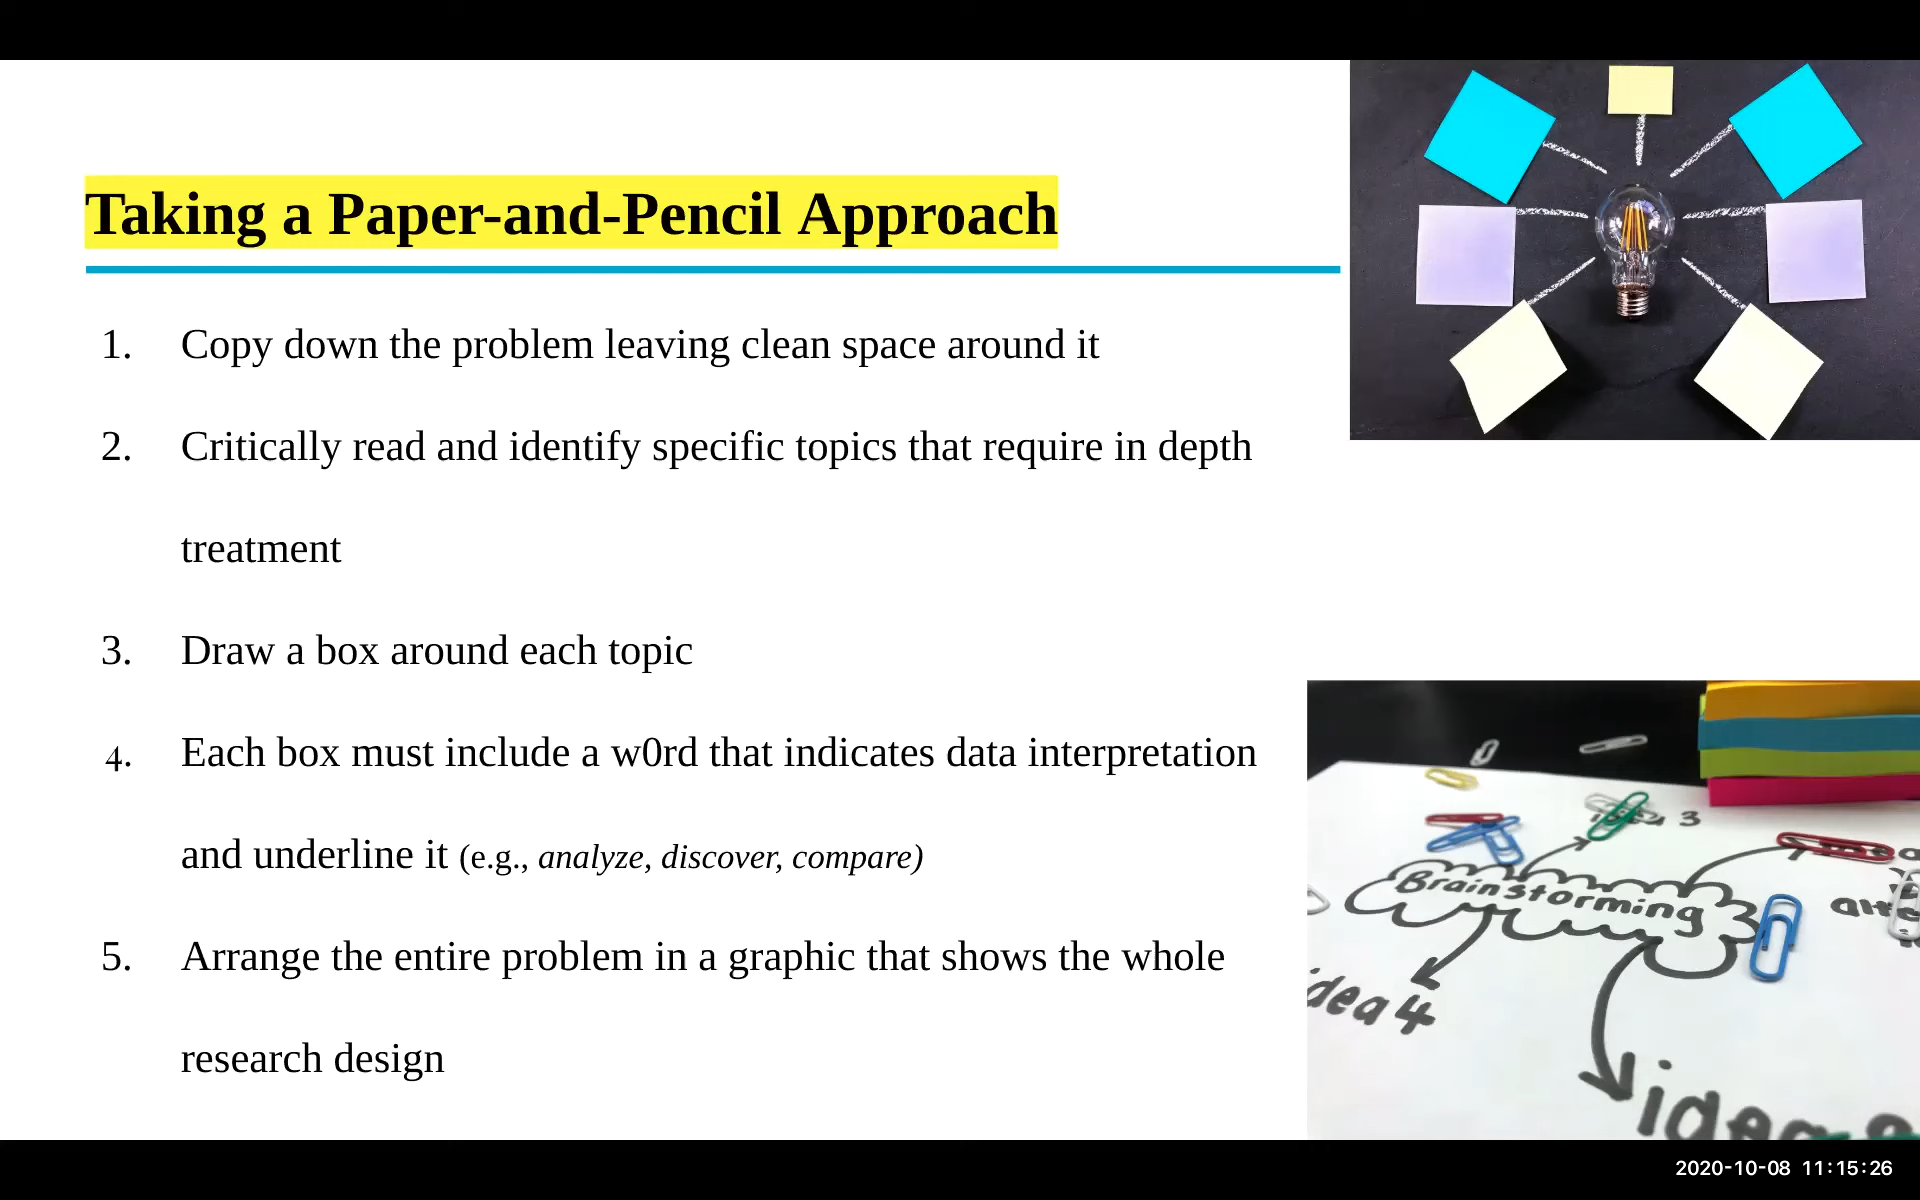 Taking a Paper-and-Pencil Approach
1. Copy down the problem leaving clean space around it
2. Critically read and identify specific topics that require in depth
treatment
3. Draw a box around each topic
4. Each box must include a w0rd that indicates data interpretation
and underline it (e.g., analyze, discover, compare)
5. Arrange the entire problem in a graphic that shows the whole
research design
3
Brainstorming
idea 4
2020-10-08 11:15:26